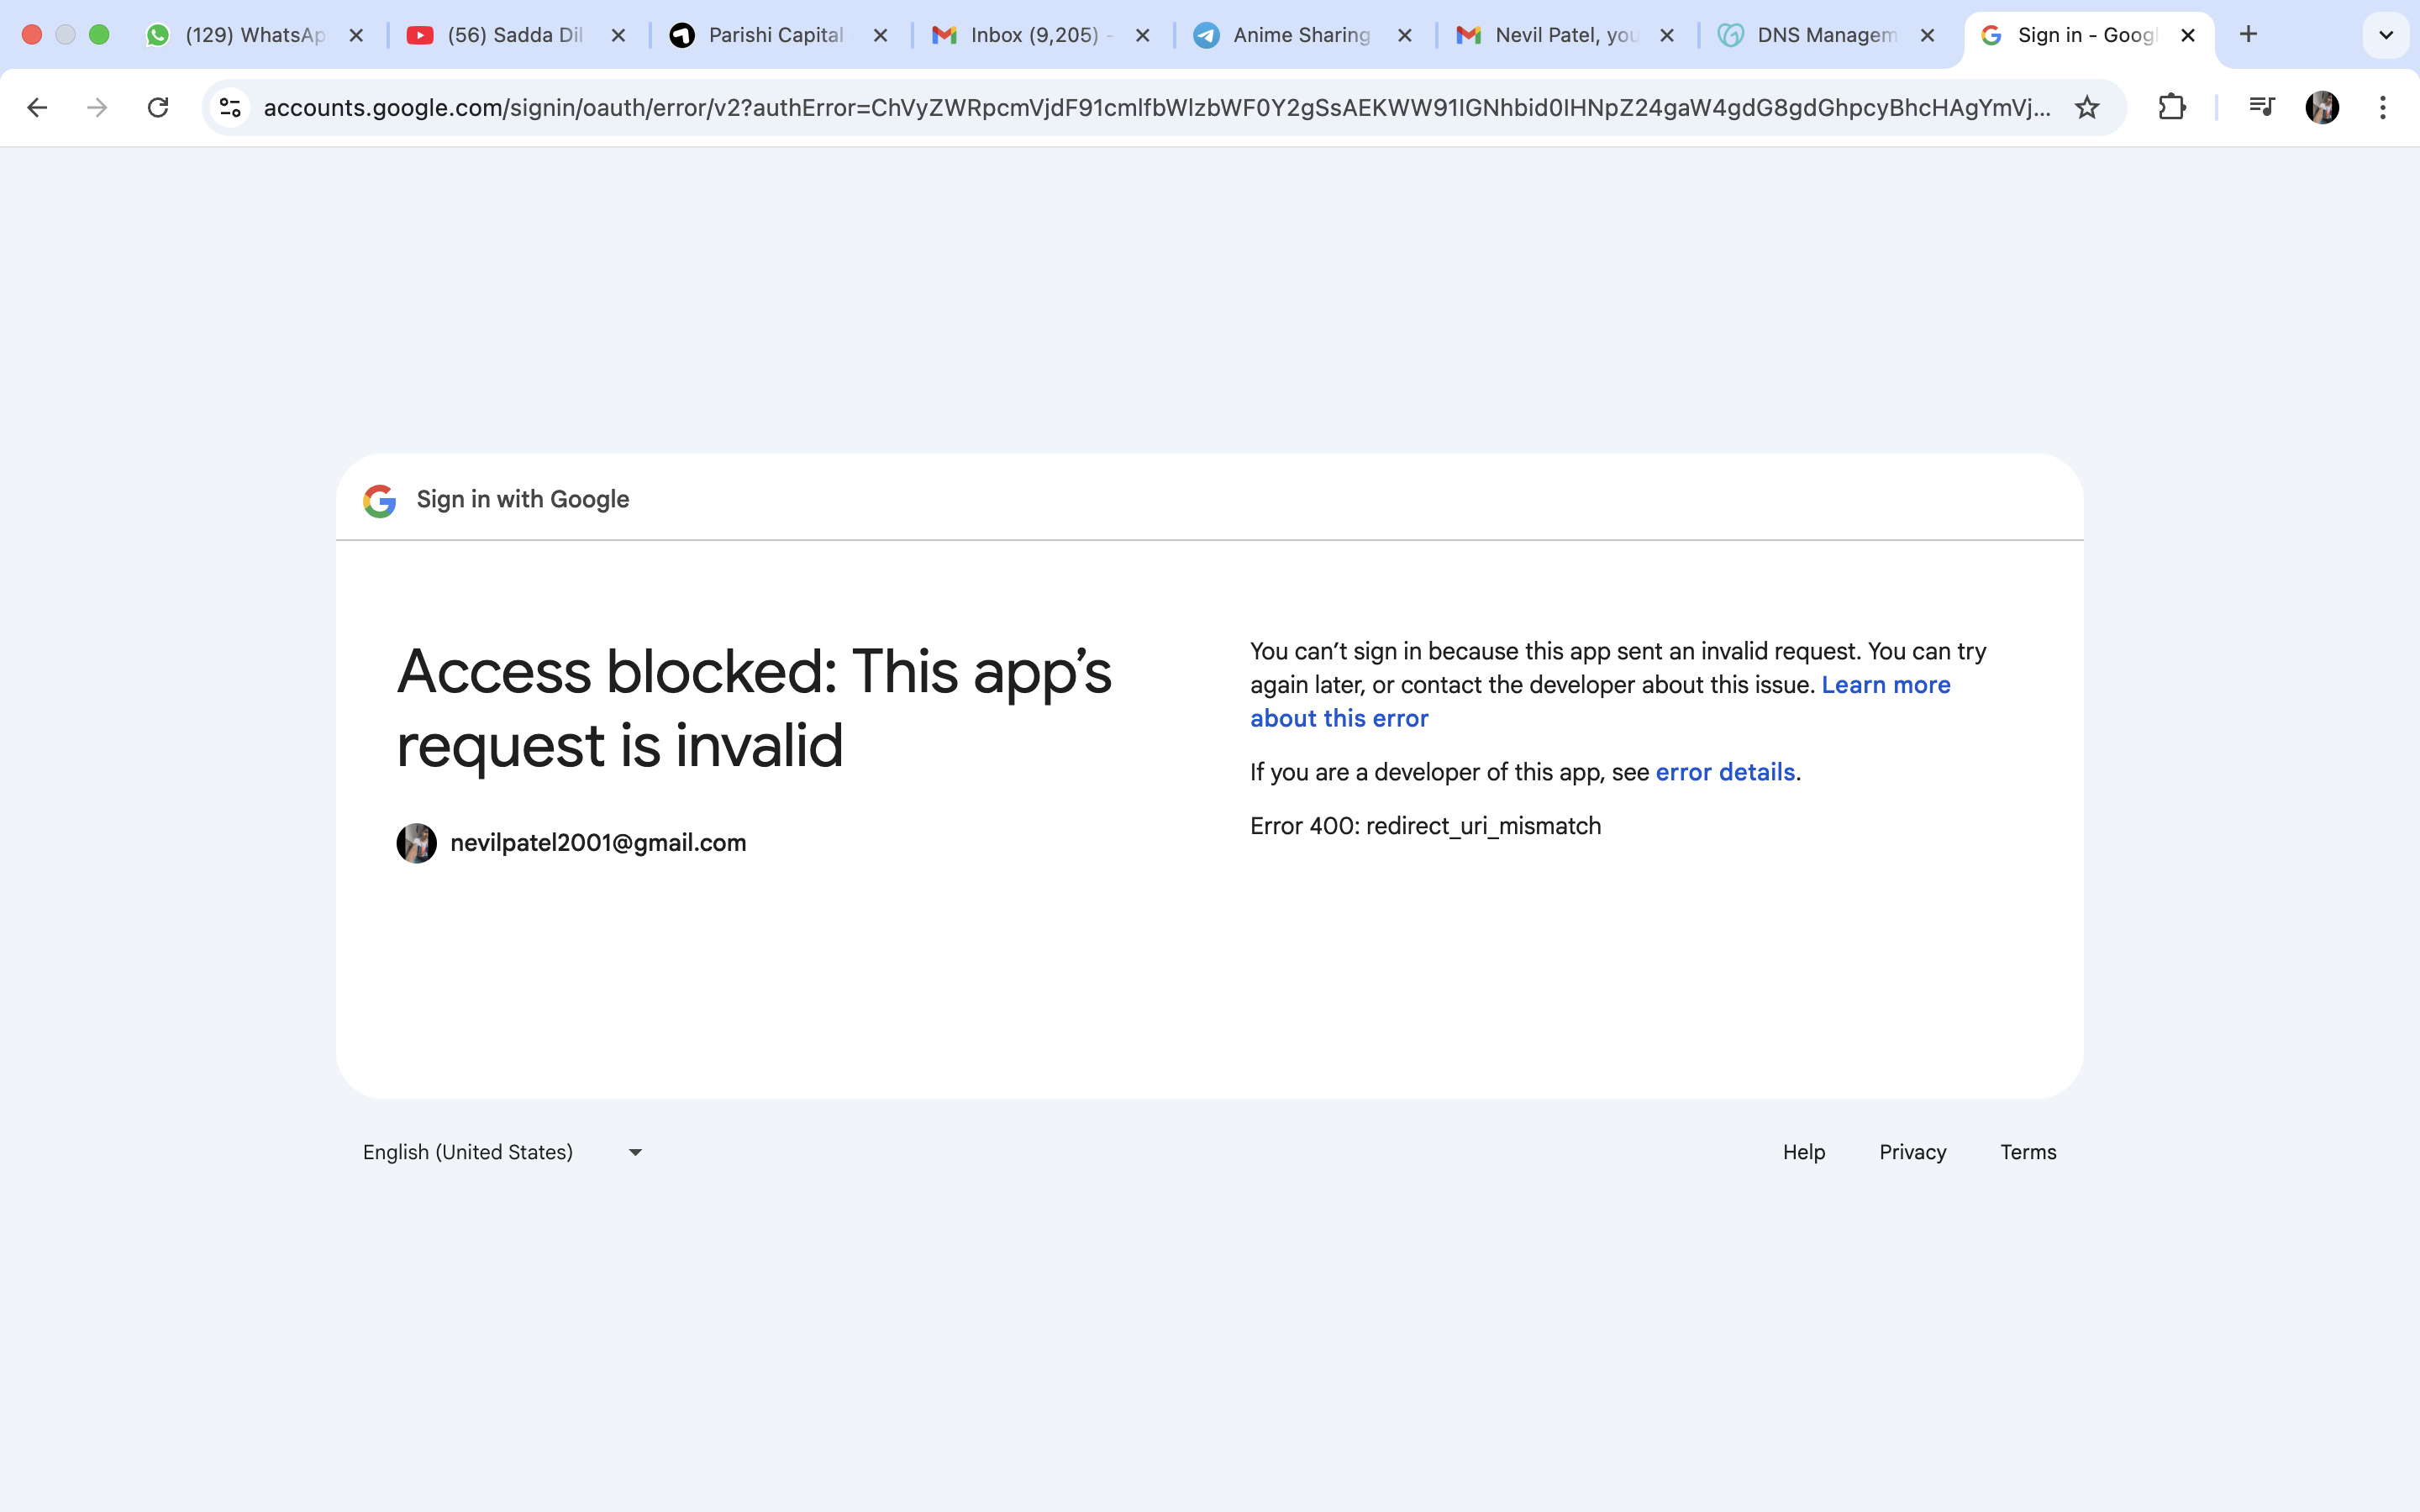 (129) WhatsAp
(56) Sadda Dil
Parishi Capital
Inbox (9,205) -
Anime Sharing
Nevil Patel, you
DNS Managem
Sign in - Googl
accounts.google.com/signin/oauth/error/v2?authError=ChVyZWRpcmVjdF91cmlfbWlzbWF0Y2gSsAEKWW91IGNhbid0IHNpZ24gaW4gdG8gdGhpcyBhcHAgYmVj...
Sign in with Google
Access blocked: This app’s
request is invalid
nevilpatel2001@gmail.com
You can’t sign in because this app sent an invalid request. You can try
again later, or contact the developer about this issue. Learn more
about this error
If you are a developer of this app, see error details.
Error 400: redirect_uri_mismatch
English (United States)
Help
Privacy
Terms